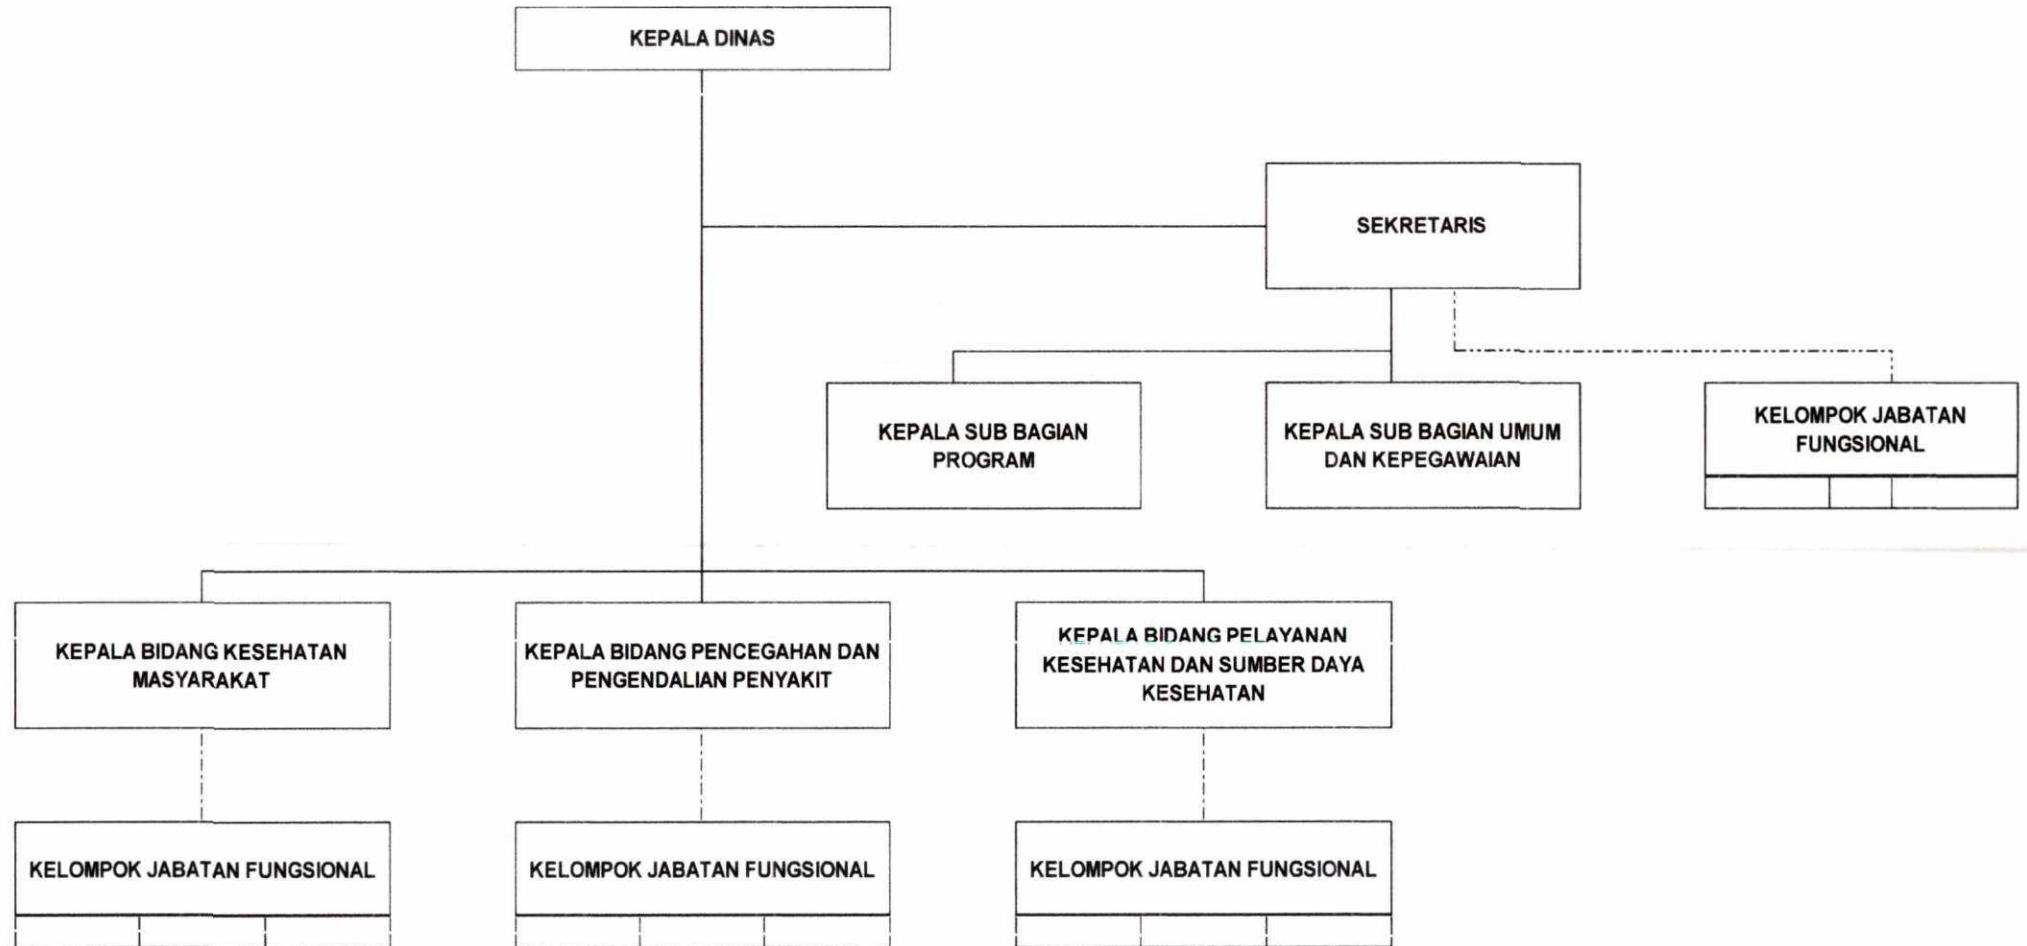 KEPALA DINAS
SEKRETARIS
KEPALA SUB BAGIAN
PROGRAM
KEPALA SUB BAGIAN UMUM
DAN KEPEGAWAIAN
KELOMPOK JABATAN
FUNGSIONAL
KEPALA BIDANG KESEHATAN
MASYARAKAT
KEPALA BIDANG PENCEGAHAN DAN
PENGENDALIAN PENYAKIT
KEPALA BIDANG PELAYANAN
KESEHATAN DAN SUMBER DAYA
KESEHATAN
KELOMPOK JABATAN FUNGSIONAL
KELOMPOK JABATAN FUNGSIONAL
KELOMPOK JABATAN FUNGSIONAL